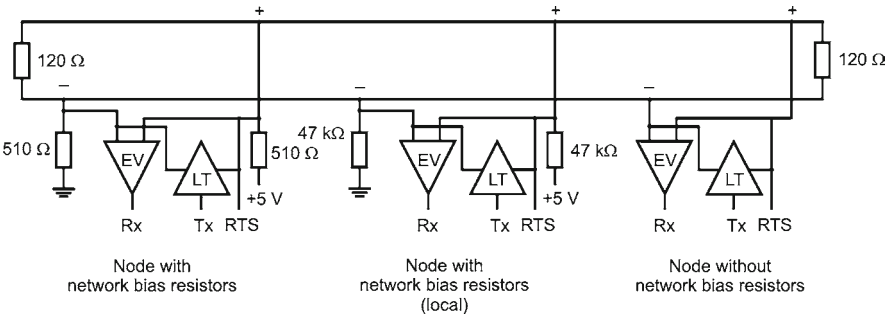 + + +
120 Ω 120 Ω
– – –
510 Ω 510 Ω 47 kΩ 47 kΩ
EV LT EV LT EV LT
+5 V +5 V
Rx Tx RTS Rx Tx RTS Rx Tx RTS
Node with
network bias resistors
Node with
network bias resistors
(local)
Node without
network bias resistors